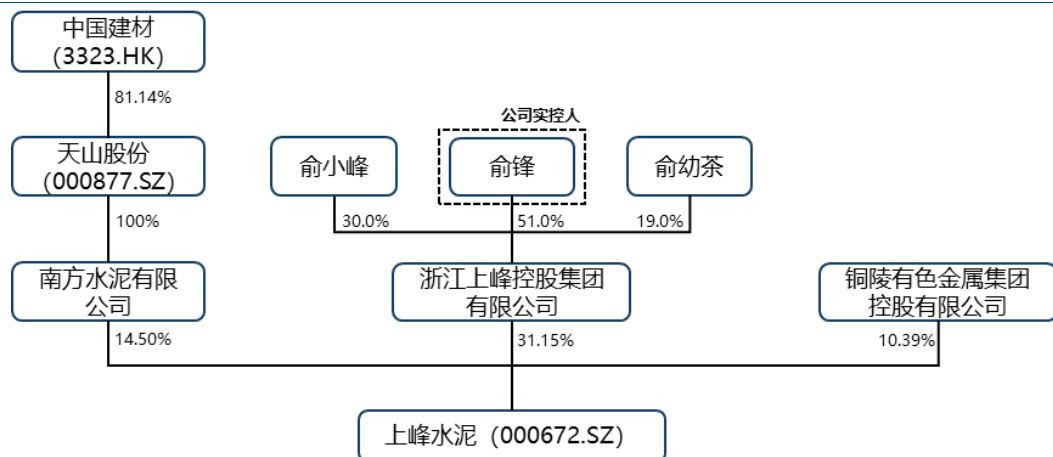 中国建材
(3323.HK)
81.14%
公司实控人
天山股份
(000877.SZ)
俞小峰
俞锋
俞幼茶
100%
30.0%
51.0%
19.0%
南方水泥有限
公司
浙江上峰控股集团
有限公司
铜陵有色金属集团
控股有限公司
14.50%
31.15%
10.39%
上峰水泥（000672.SZ）